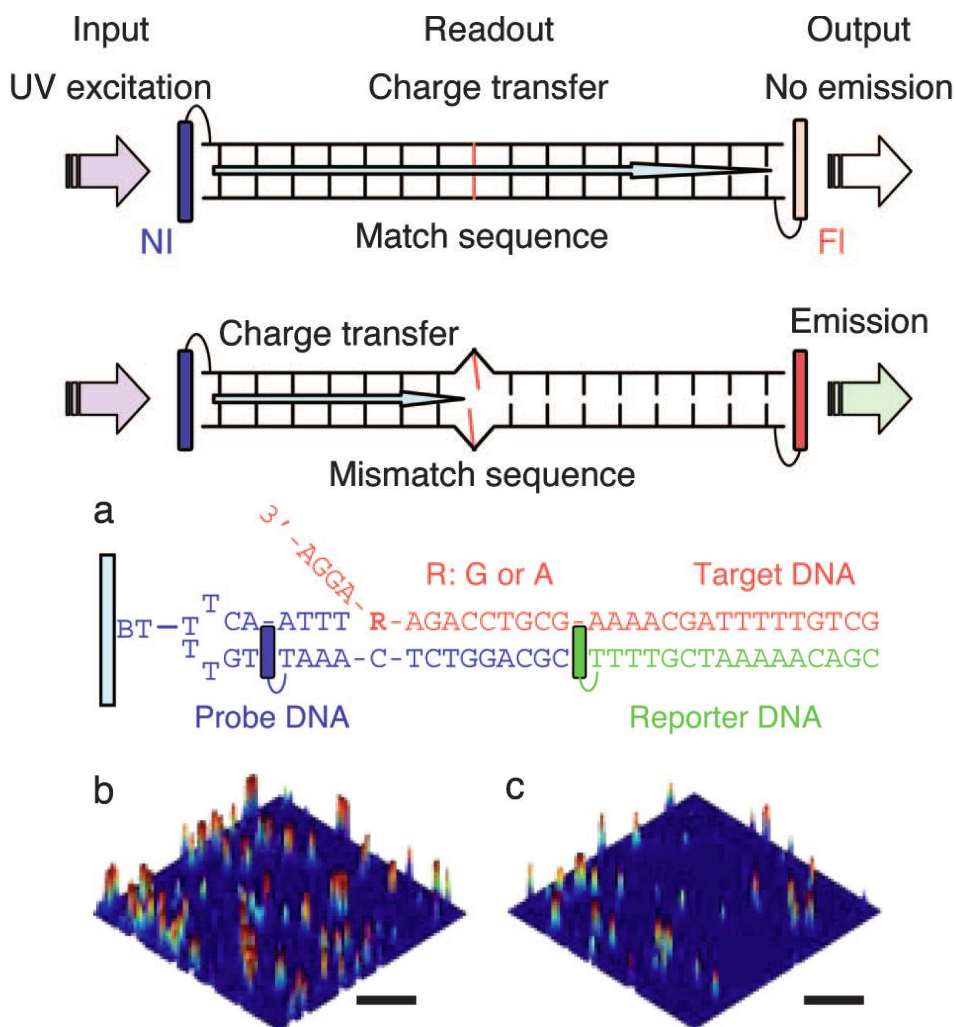 Input Readout Output
UV excitation Charge transfer No emission
NI Match sequence Fl
Charge transfer Emission
Mismatch sequence
a
3'-AGGA-
R: G or A Target DNA
BT-T T CA-ATTT R-AGACCTGCG-AAAACGATTTTTGTCG
T T GT TAAA-C-TCTGGACGC TTTTGCTAAAAACAGC
Probe DNA Reporter DNA
b c